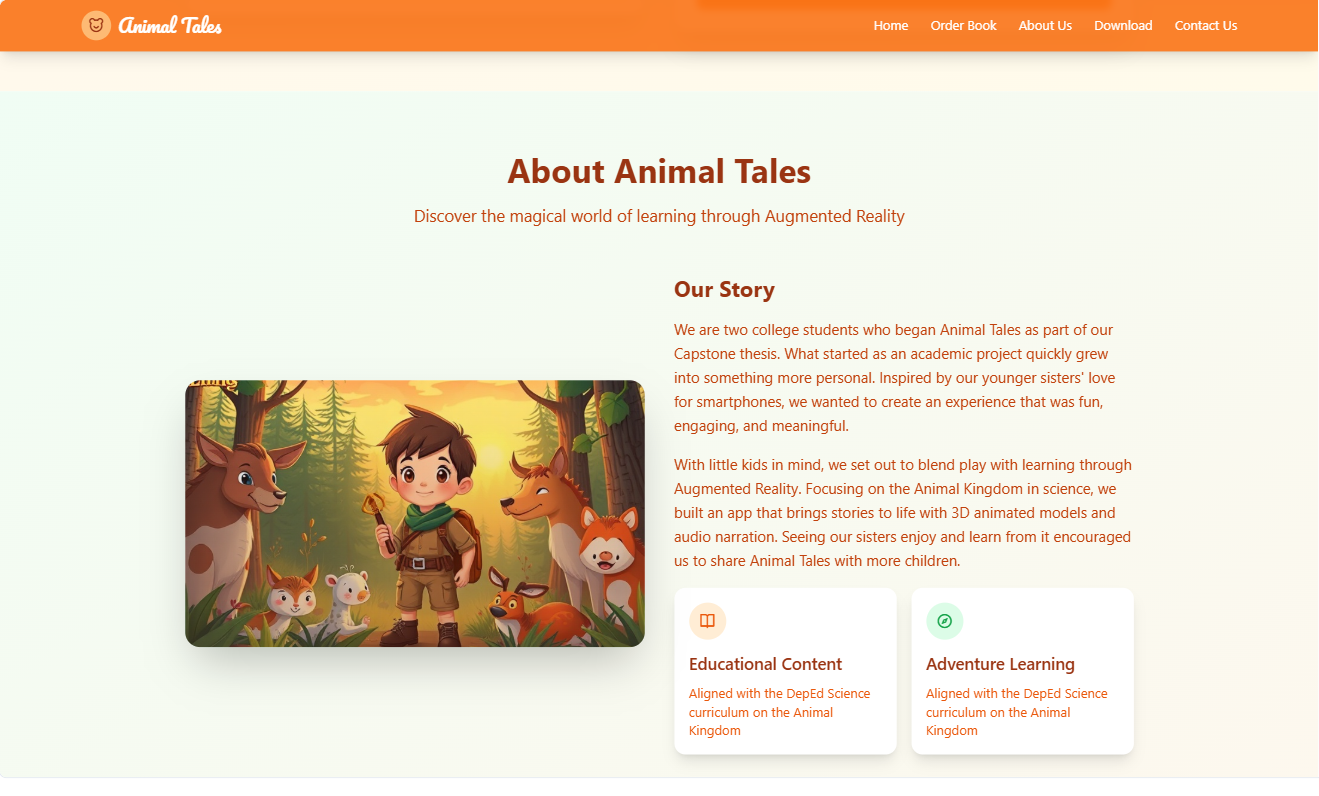 Animal Tales
Home
Order Book
About Us
Download
Contact Us
About Animal Tales
Discover the magical world of learning through Augmented Reality
Our Story
We are two college students who began Animal Tales as part of our
Capstone thesis. What started as an academic project quickly grew
into something more personal. Inspired by our younger sisters' love
for smartphones, we wanted to create an experience that was fun,
engaging, and meaningful.
With little kids in mind, we set out to blend play with learning through
Augmented Reality. Focusing on the Animal Kingdom in science, we
built an app that brings stories to life with 3D animated models and
audio narration. Seeing our sisters enjoy and learn from it encouraged
us to share Animal Tales with more children.
Educational Content
Aligned with the DepEd Science
curriculum on the Animal
Kingdom
Adventure Learning
Aligned with the DepEd Science
curriculum on the Animal
Kingdom